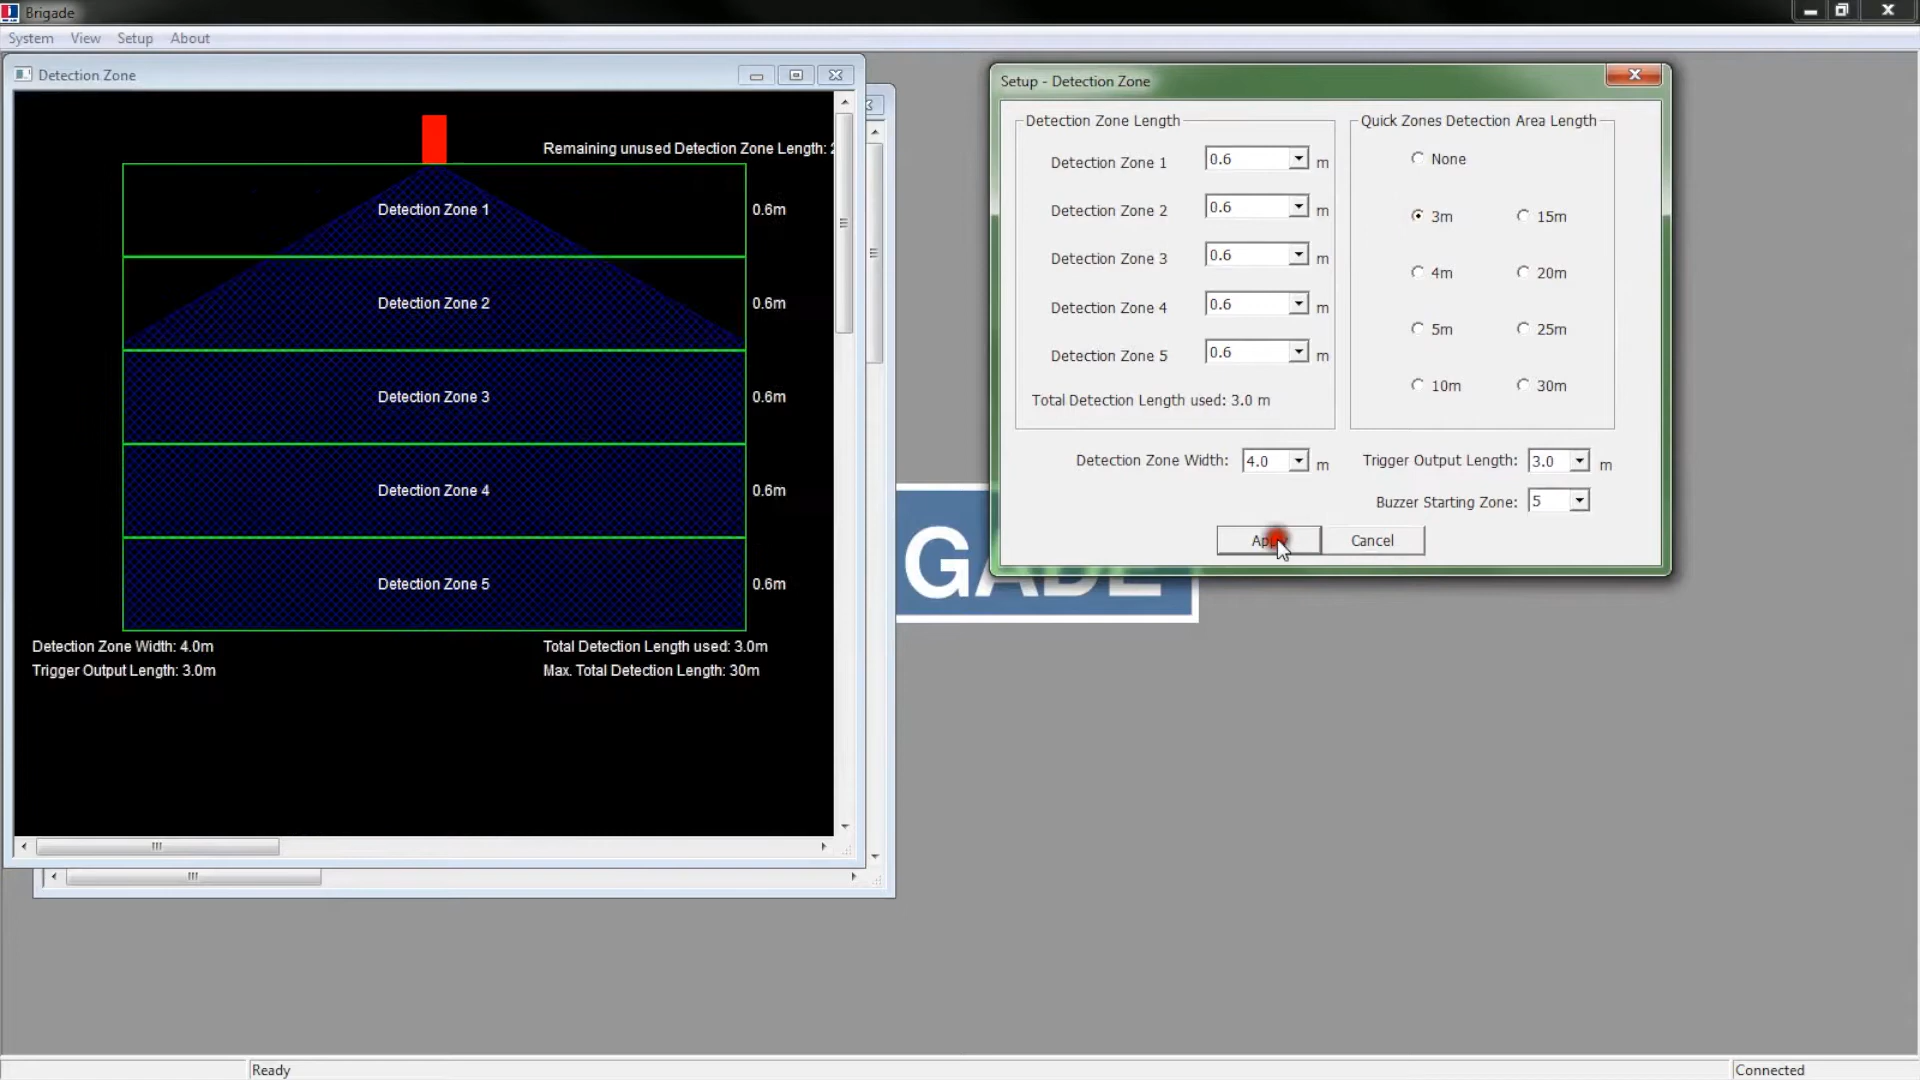 Brigade
System View Setup About
Detection Zone
Remaining unused Detection Zone Length:
Detection Zone 1 0.6m
Detection Zone 2 0.6m
Detection Zone 3 0.6m
Detection Zone 4 0.6m
Detection Zone 5 0.6m
Detection Zone Width: 4.0m Total Detection Length used: 3.0m
Trigger Output Length: 3.0m Max. Total Detection Length: 30m
Setup - Detection Zone
Detection Zone Length
Detection Zone 1 0.6 m
Detection Zone 2 0.6 m
Detection Zone 3 0.6 m
Detection Zone 4 0.6 m
Detection Zone 5 0.6 m
Total Detection Length used: 3.0 m
Quick Zones Detection Area Length
None
3m 15m
4m 20m
5m 25m
10m 30m
Detection Zone Width: 4.0 m Trigger Output Length: 3.0 m
Buzzer Starting Zone: 5
Cancel
Ready Connected